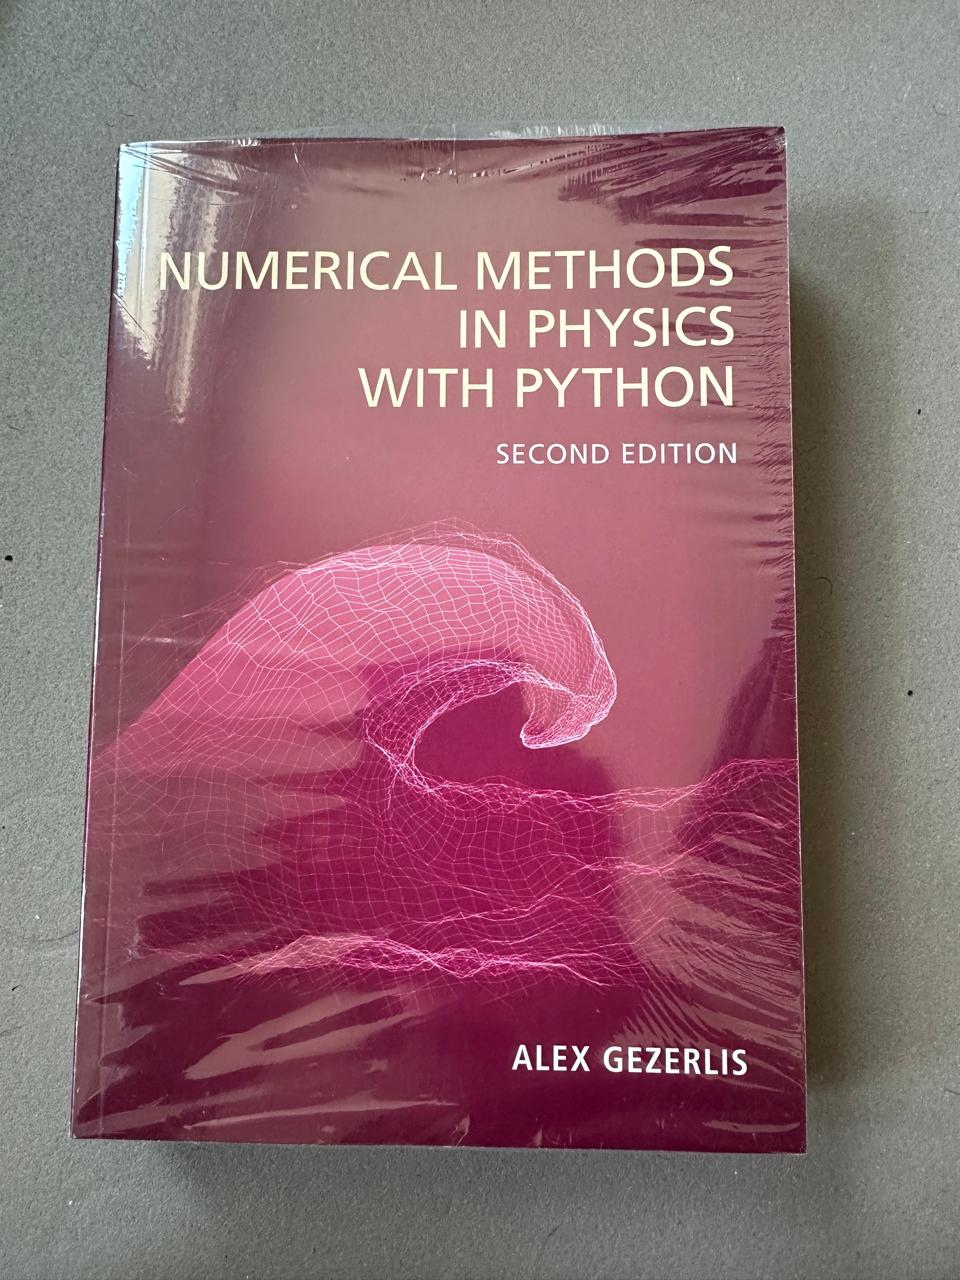 NUMERICAL METHODS
IN PHYSICS
WITH PYTHON
SECOND EDITION
ALEX GEZERLIS